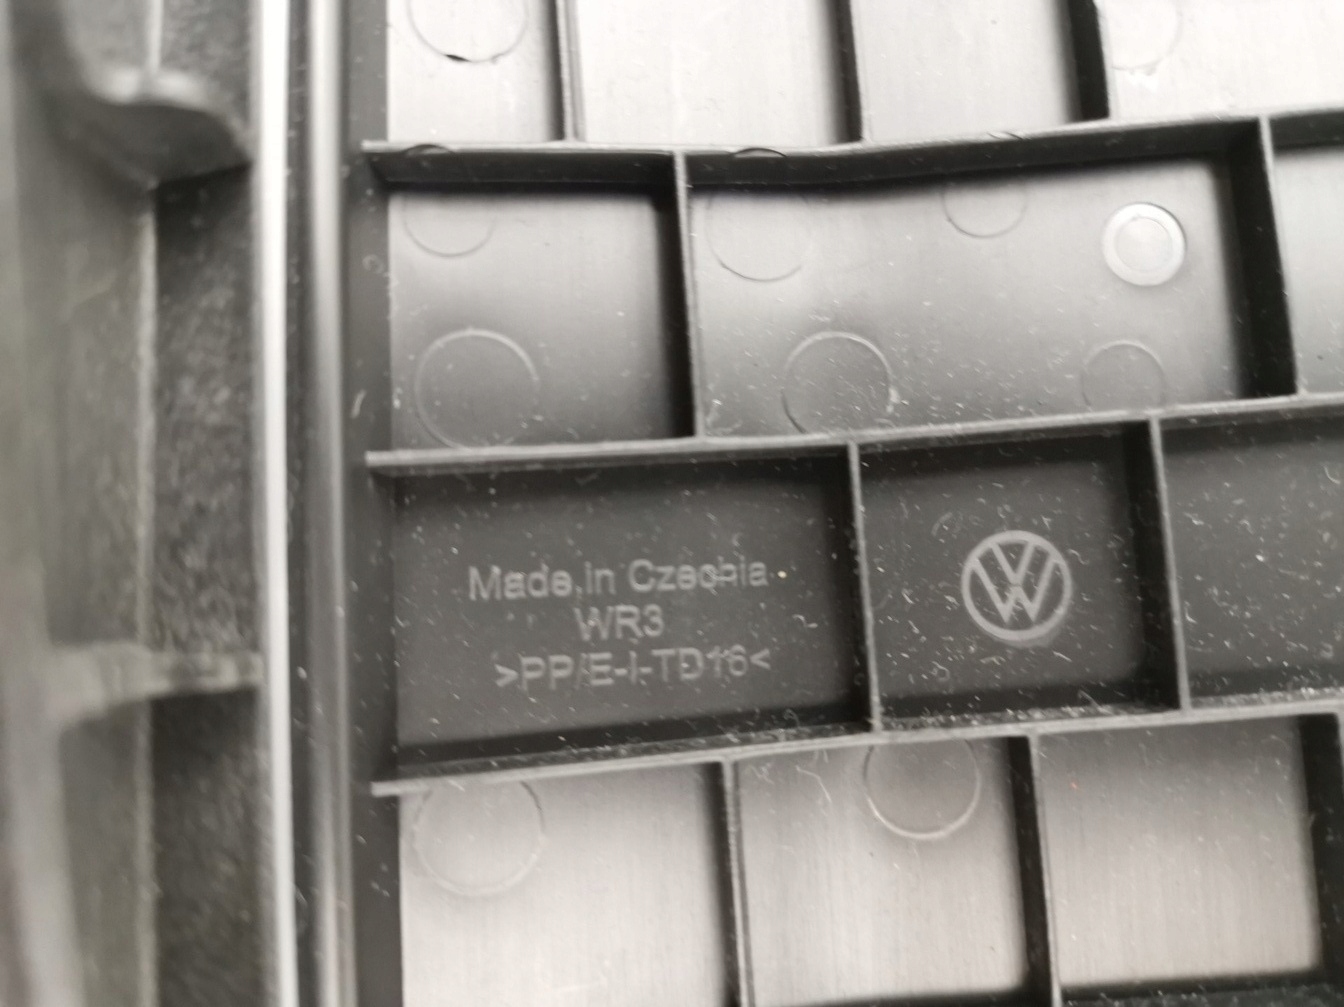 Made in Czechia
WR3
>PP/E-I-TD16<